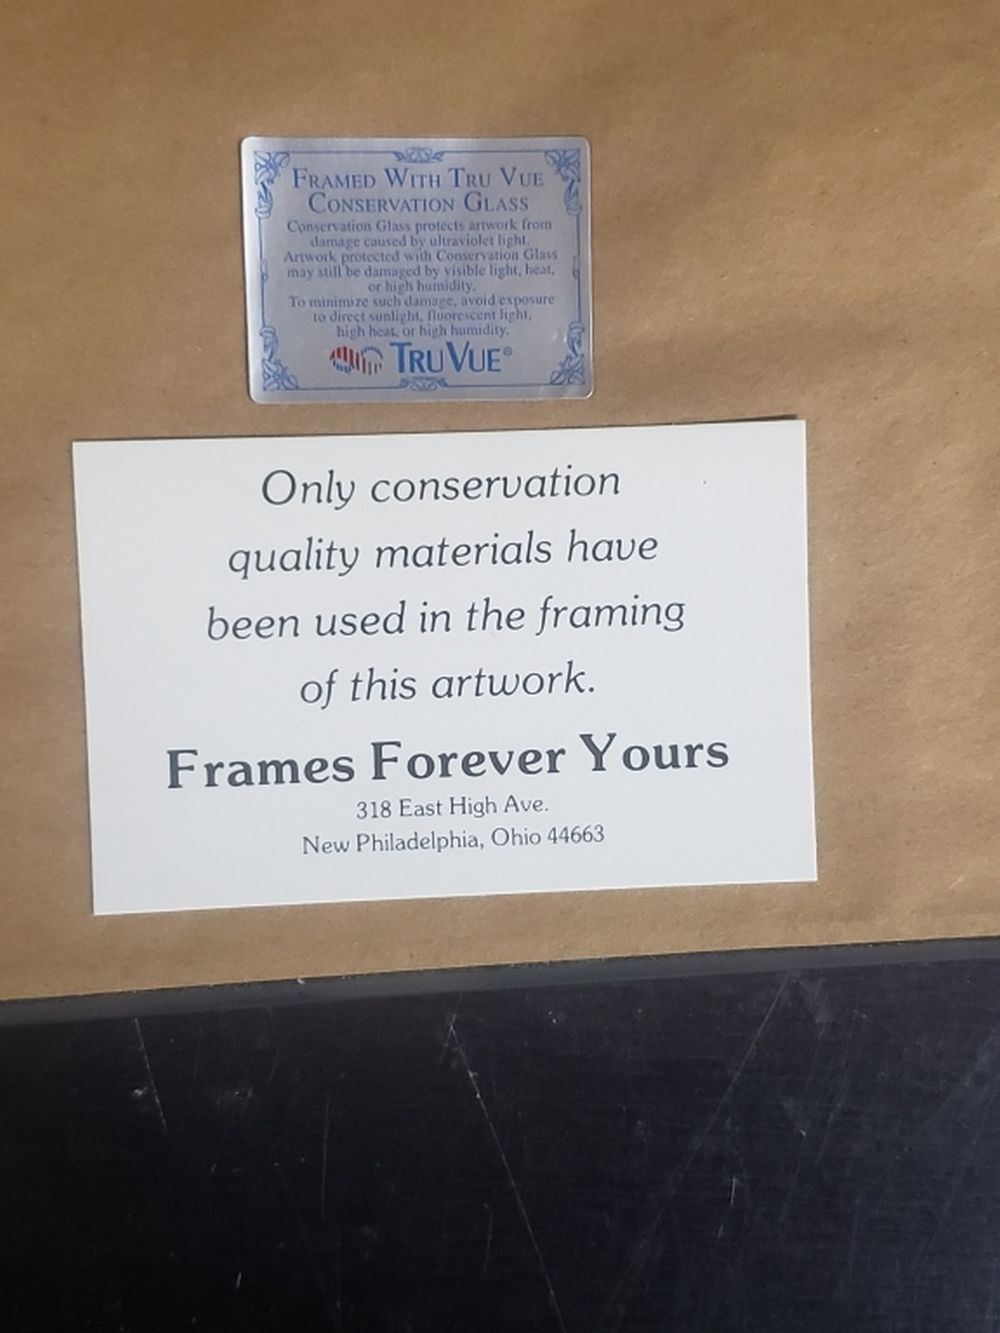 FRAMED WITH TRU VUE
CONSERVATION GLASS
Conservation Glass protects artwork from
damage caused by ultraviolet light.
Artwork protected with Conservation Glass
may still be damaged by visible light, heat,
or high humidity.
To minimize such damage, avoid exposure
to direct sunlight, fluorescent light,
high heat, or high humidity.
TRU VUE®
Only conservation
quality materials have
been used in the framing
of this artwork.
Frames Forever Yours
318 East High Ave.
New Philadelphia, Ohio 44663